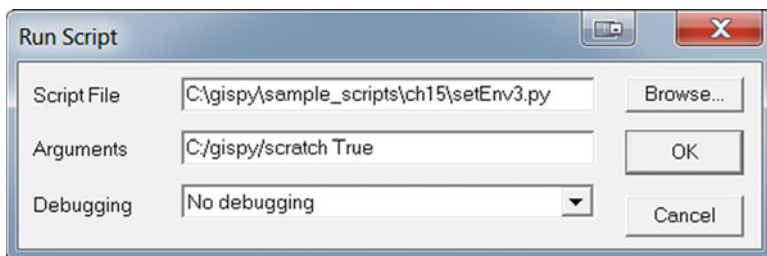 Run Script
Script File C:\gispy\sample_scripts\ch15\setEnv3.py Browse...
Arguments C:/gispy/scratch True OK
Debugging No debugging Cancel